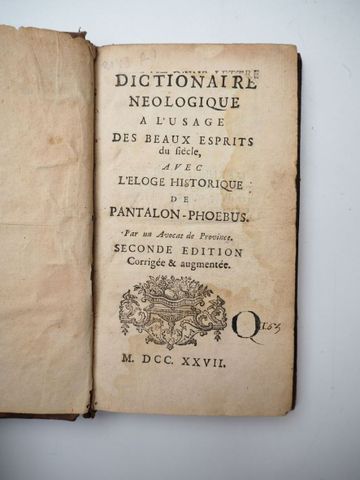 LETTRE
DICTIONAIRE
NEOLOGIQUE
A L'USAGE
DES BEAUX ESPRITS
du siécle,
AVEC
L'ELOGE HISTORIQUE
DE
PANTALON-PHOEBUS.
Par un Avocat de Province.
SECONDE EDITION
Corrigée & augmentée.
Q
M. DCC. XXVII.